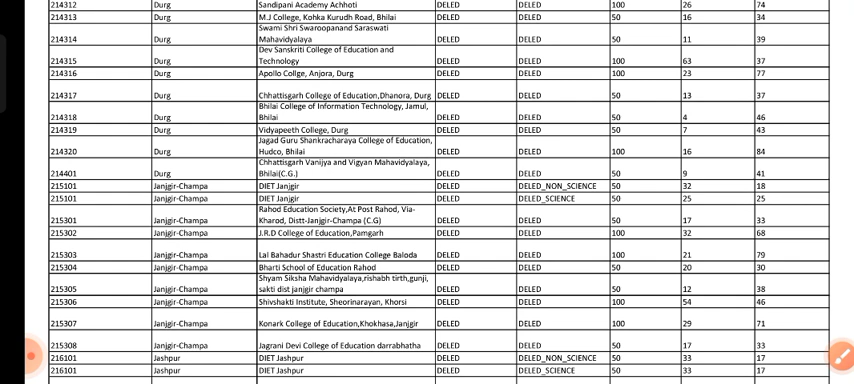 214312 Durg Sandipani Academy Achhoti DELED DELED 100 26 74
214313 Durg M.J College, Kohka Kurudh Road, Bhilai DELED DELED 50 16 34
Swami Shri Swaroopanand Saraswati
214314 Durg Mahavidyalaya DELED DELED 50 11 39
Dev Sanskriti College of Education and
214315 Durg Technology DELED DELED 100 63 37
214316 Durg Apollo Collge, Anjora, Durg DELED DELED 100 23 77
214317 Durg Chhattisgarh College of Education,Dhanora, Durg DELED DELED 50 13 37
Bhilai College of Information Technology, Jamul,
214318 Durg Bhilai DELED DELED 50 4 46
214319 Durg Vidyapeeth College, Durg DELED DELED 50 7 43
Jagad Guru Shankracharaya College of Education,
214320 Durg Hudco, Bhilai DELED DELED 100 16 84
Chhattisgarh Vanijya and Vigyan Mahavidyalaya,
214401 Durg Bhilai(C.G.) DELED DELED 50 9 41
215101 Janjgir-Champa DIET Janjgir DELED DELED_NON_SCIENCE 50 32 18
215101 Janjgir-Champa DIET Janjgir DELED DELED_SCIENCE 50 25 25
Rahod Education Society,At Post Rahod, Via-
215301 Janjgir-Champa Kharod, Distt-Janjgir-Champa (C.G) DELED DELED 50 17 33
215302 Janjgir-Champa J.R.D College of Education,Pamgarh DELED DELED 100 32 68
215303 Janjgir-Champa Lal Bahadur Shastri Education College Baloda DELED DELED 100 21 79
215304 Janjgir-Champa Bharti School of Education Rahod DELED DELED 50 20 30
Shyam Siksha Mahavidyalaya,rishabh tirth,gunji,
215305 Janjgir-Champa sakti dist janjgir champa DELED DELED 50 12 38
215306 Janjgir-Champa Shivshakti Institute, Sheorinarayan, Khorsi DELED DELED 100 54 46
215307 Janjgir-Champa Konark College of Education,Khokhasa,Janjgir DELED DELED 100 29 71
215308 Janjgir-Champa Jagrani Devi College of Education darrabhatha DELED DELED 50 17 33
216101 Jashpur DIET Jashpur DELED DELED_NON_SCIENCE 50 33 17
216101 Jashpur DIET Jashpur DELED DELED_SCIENCE 50 33 17